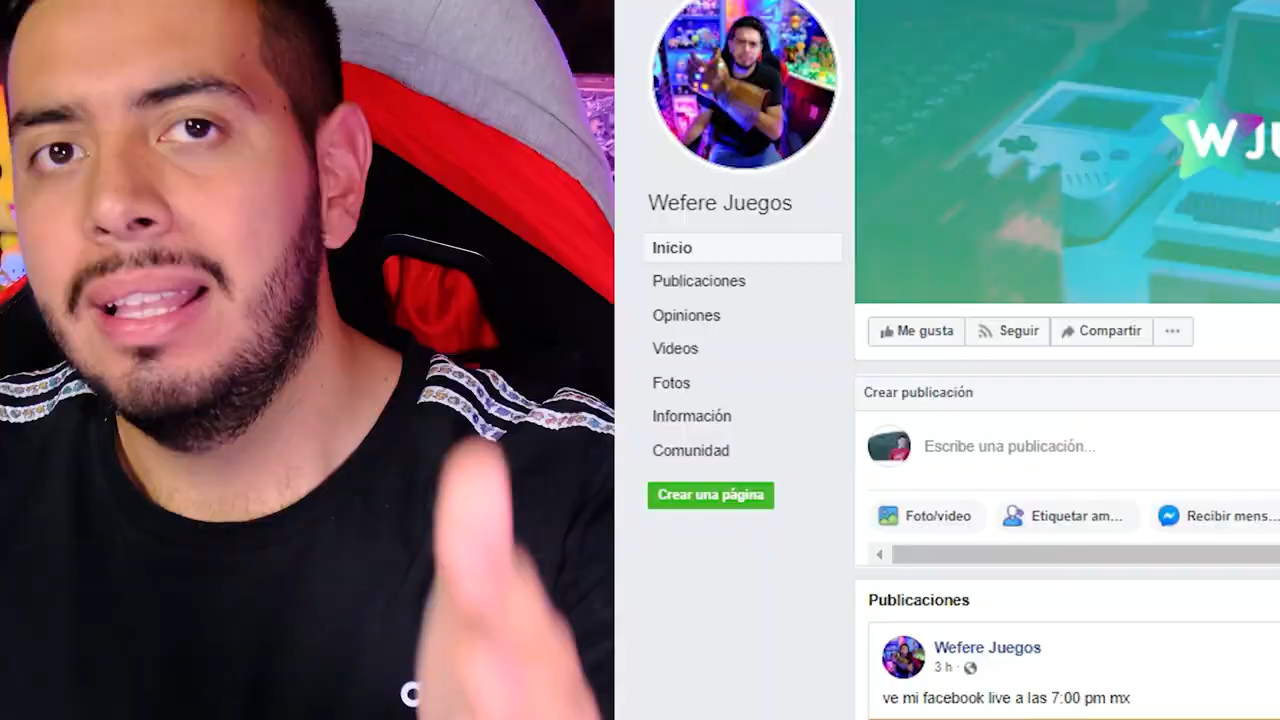 W JU
Wefere Juegos
Inicio
Publicaciones
Opiniones
Videos
Fotos
Información
Comunidad
Crear una página
Me gusta
Seguir
Compartir
Crear publicación
Escribe una publicación...
Foto/video
Etiquetar am...
Recibir mens...
Publicaciones
Wefere Juegos
3 h
ve mi facebook live a las 7:00 pm mx